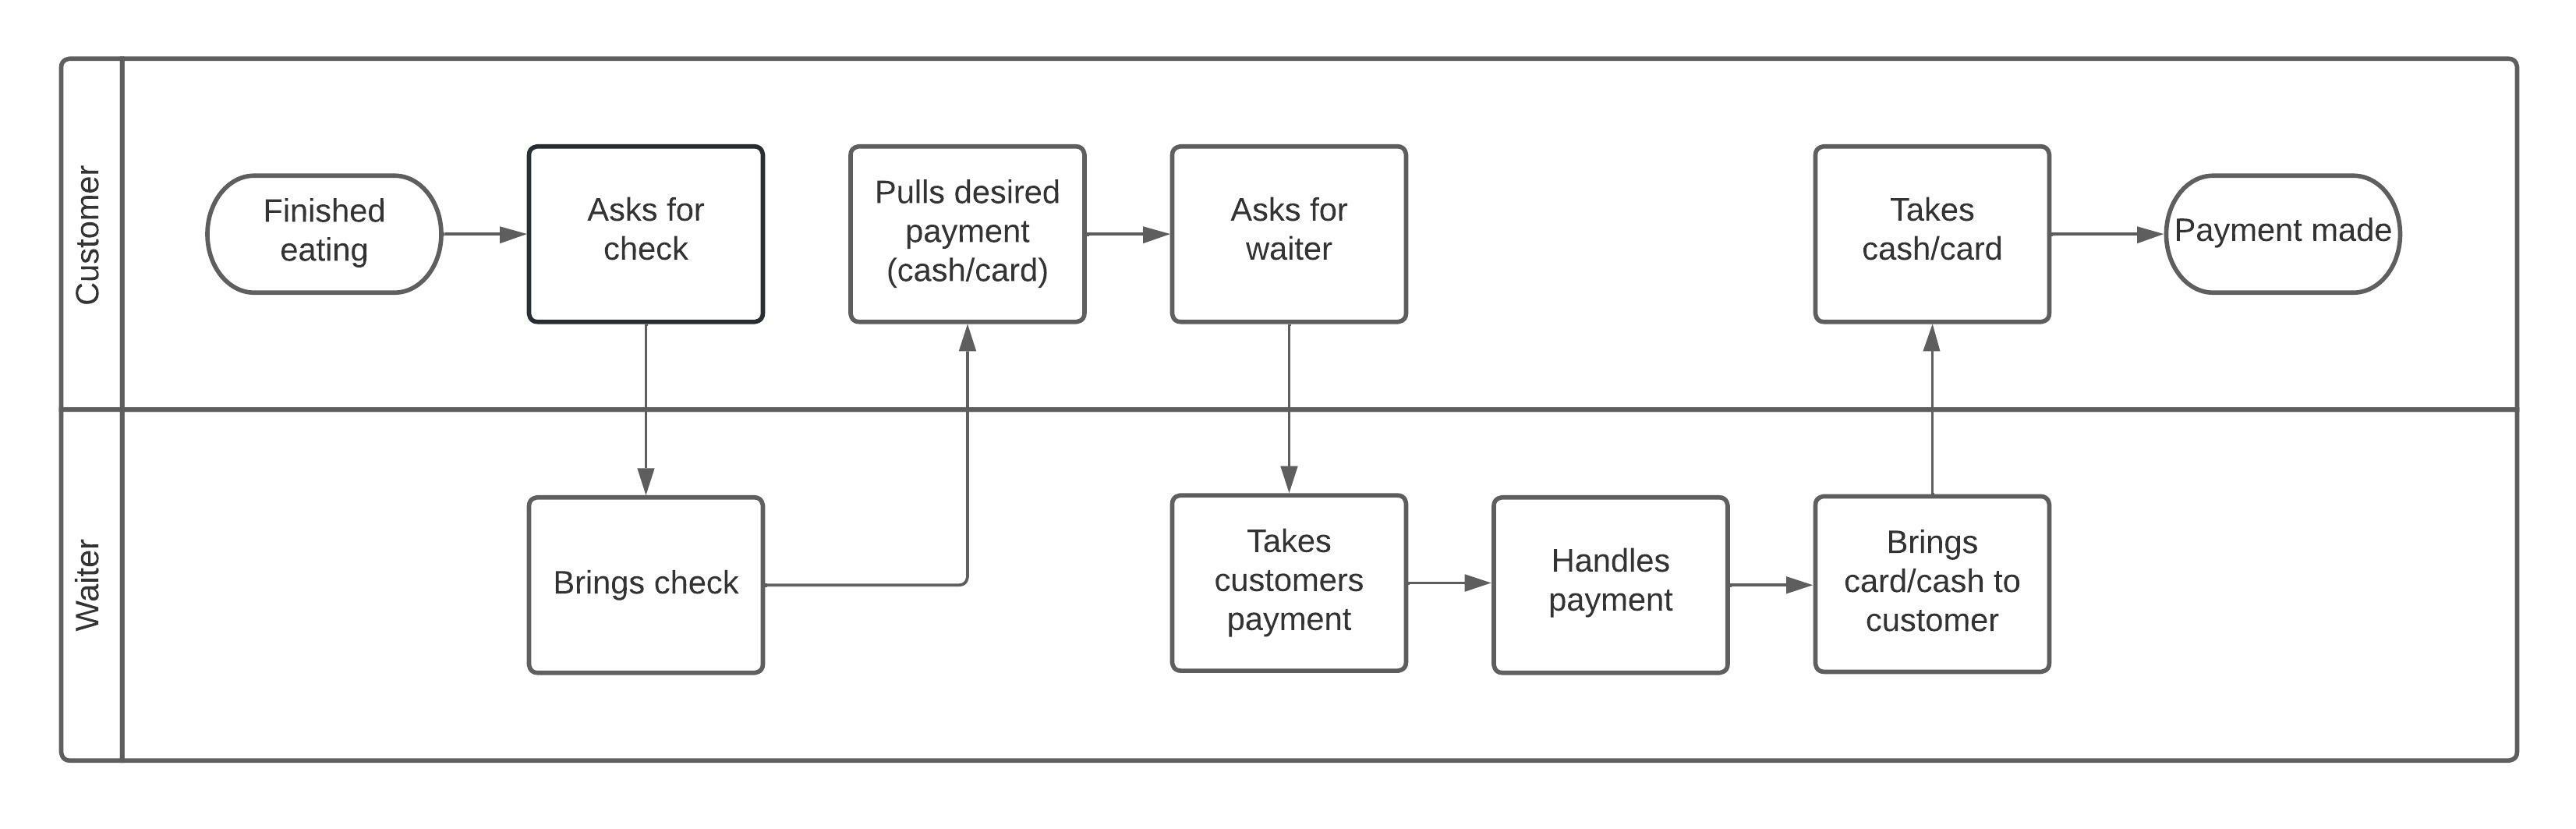 Customer
Finished
eating
Asks for
check
Pulls desired
payment
(cash/card)
Asks for
waiter
Takes
cash/card
Payment made
Waiter
Brings check
Takes
customers
payment
Handles
payment
Brings
card/cash to
customer